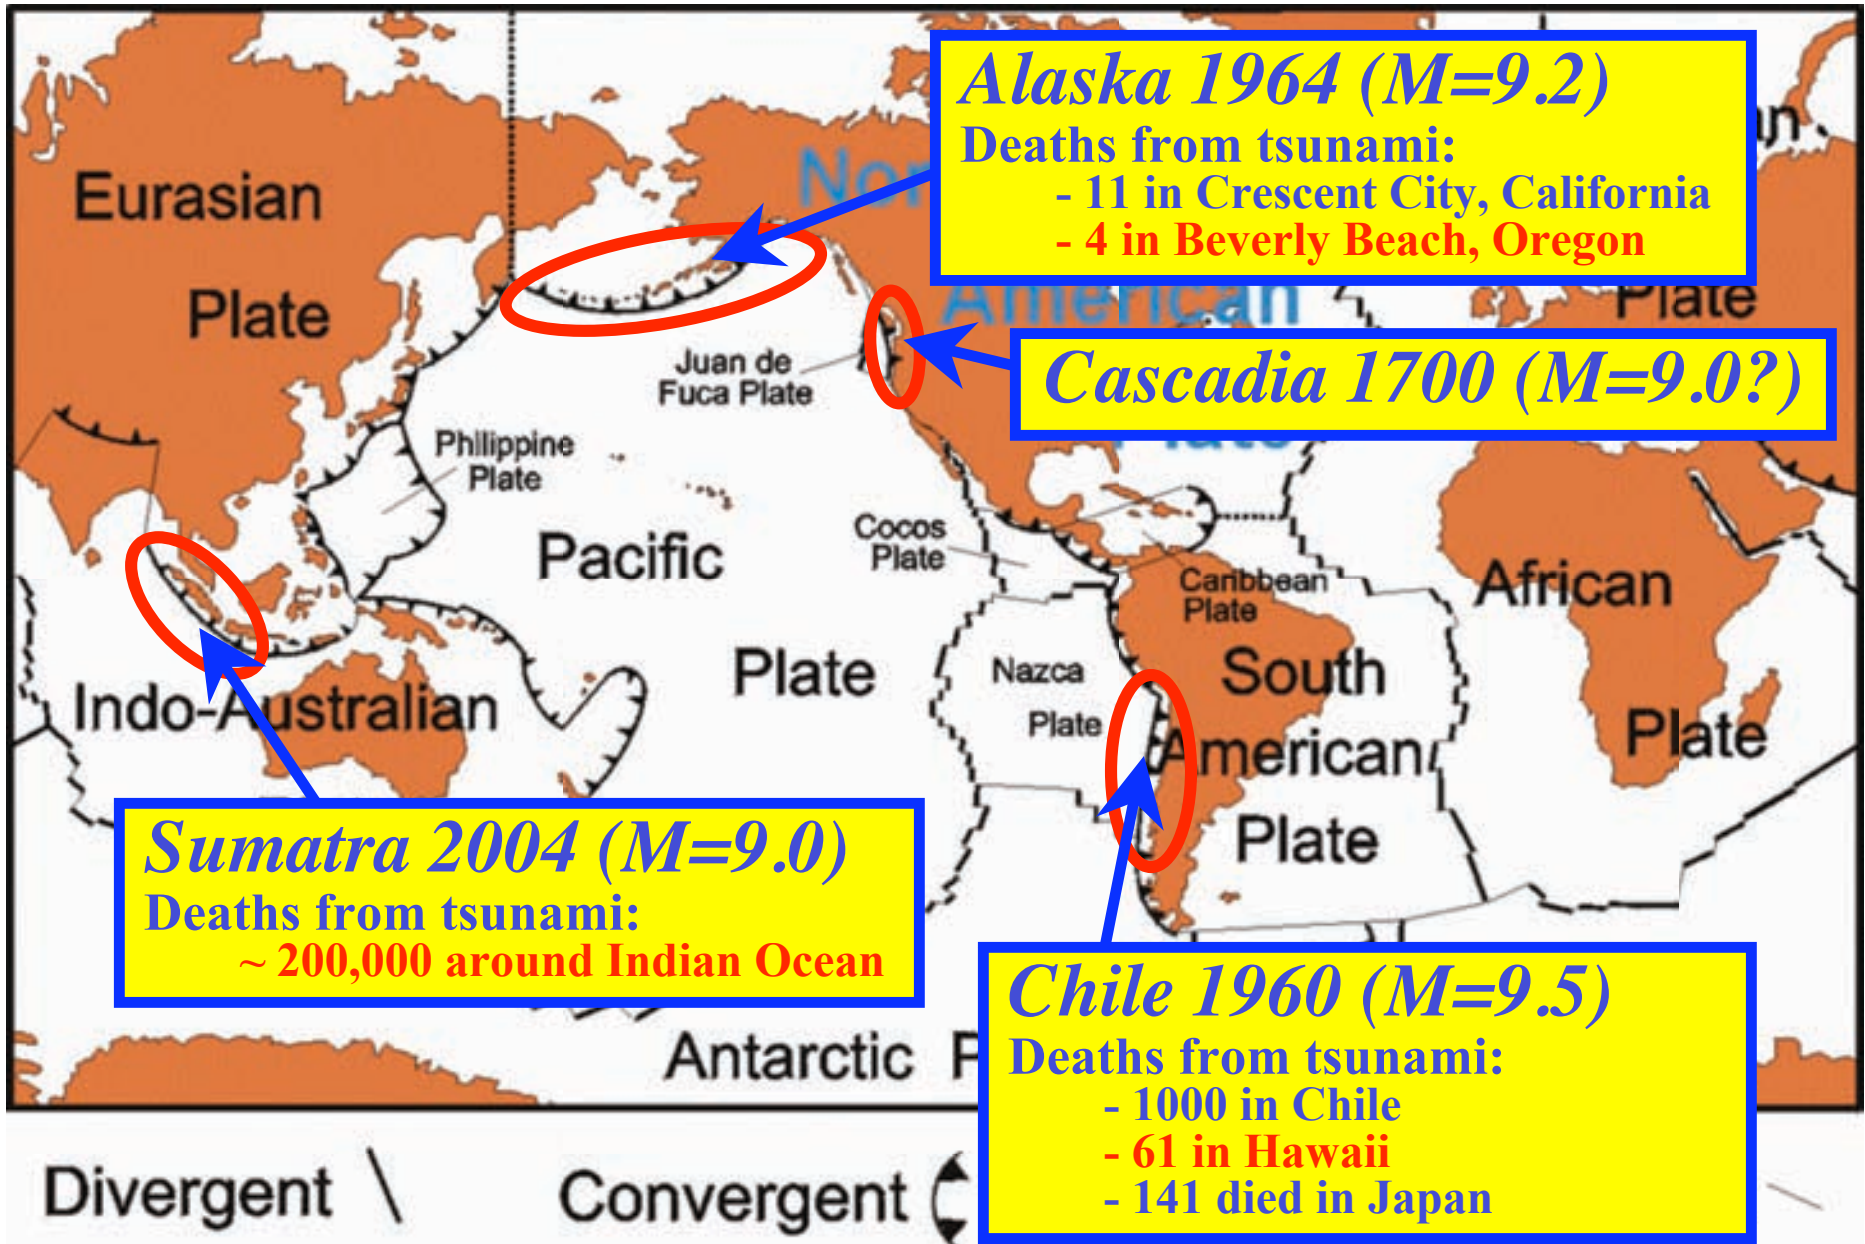 Alaska 1964 (M=9.2)
Deaths from tsunami:
- 11 in Crescent City, California
- 4 in Beverly Beach, Oregon
Eurasian
Plate
American
Plate
Juan de
Fuca Plate
Cascadia 1700 (M=9.0?)
Plate
Philippine
Plate
Pacific
Plate
Cocos
Plate
Caribbean
Plate
African
Plate
Nazca
Plate
South
American
Plate
Indo-Australian
Sumatra 2004 (M=9.0)
Deaths from tsunami:
~ 200,000 around Indian Ocean
Chile 1960 (M=9.5)
Deaths from tsunami:
- 1000 in Chile
- 61 in Hawaii
- 141 died in Japan
Antarctic P
Divergent
Convergent